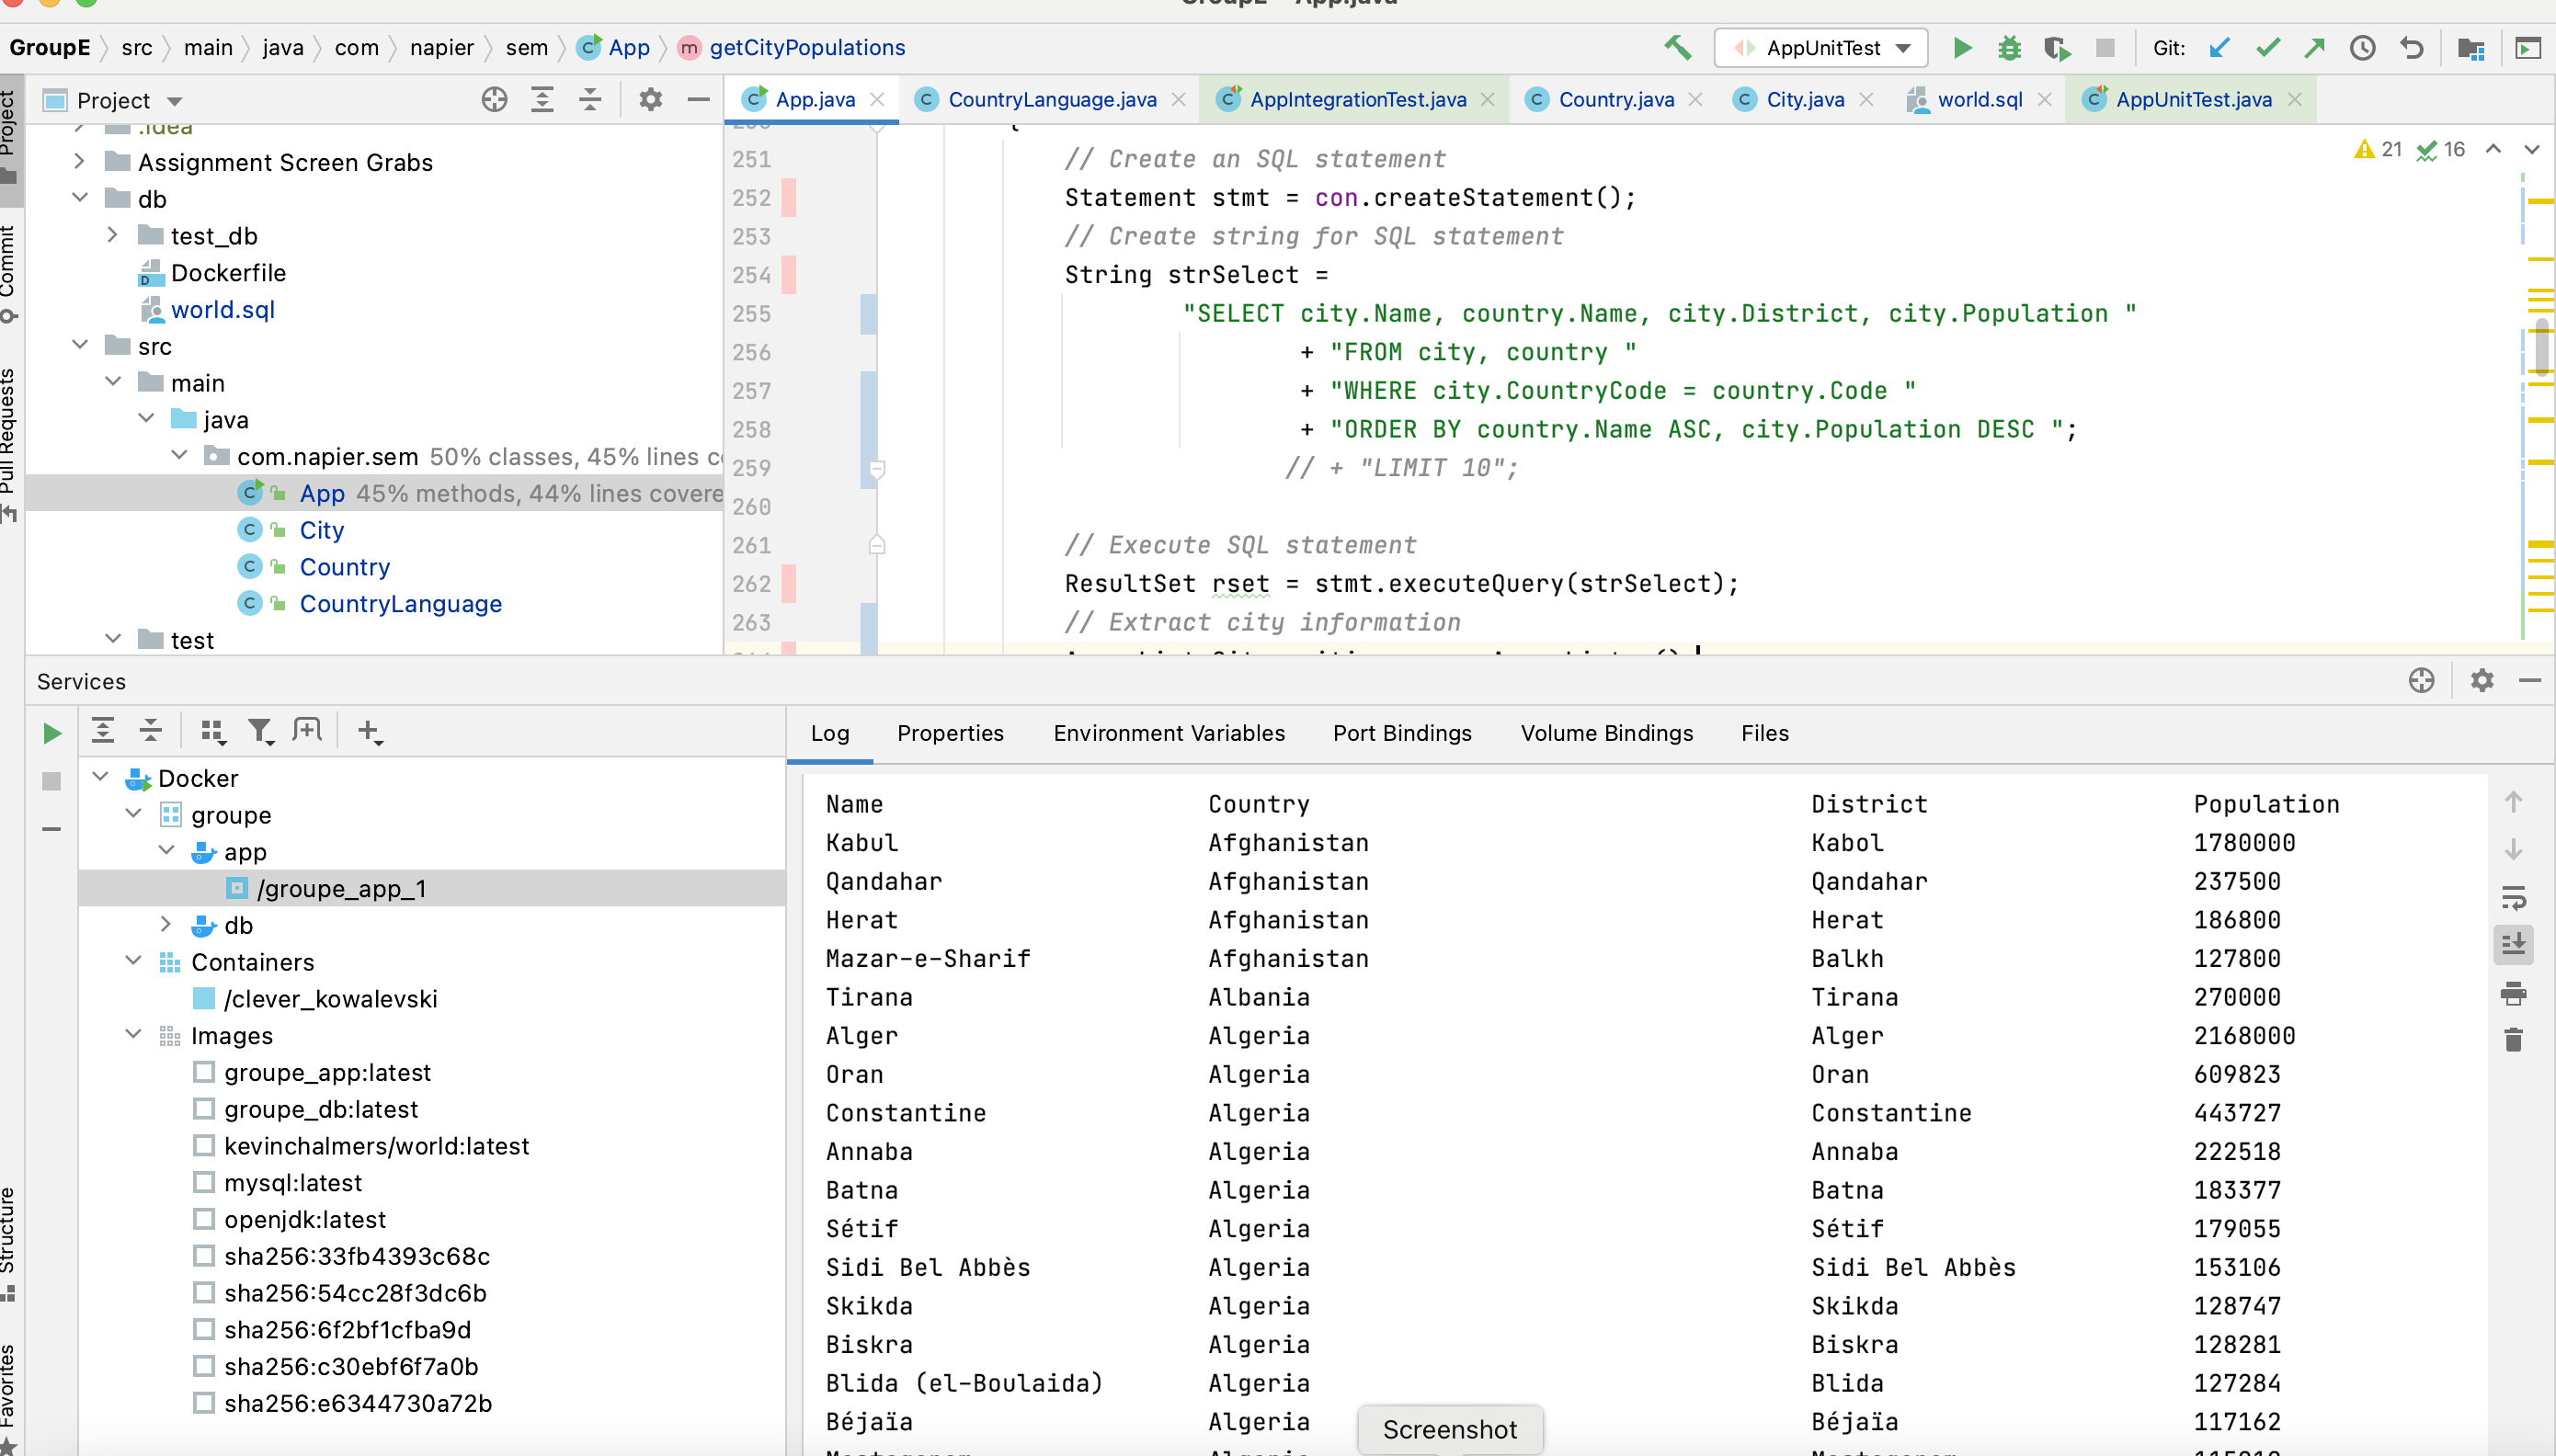 GroupE src main java com napier sem App getCityPopulations AppUnitTest Git:
Project
App.java CountryLanguage.java AppIntegrationTest.java Country.java City.java world.sql AppUnitTest.java
Project
Commit
Pull Requests
Structure
Favorites
.idea
Assignment Screen Grabs
db
test_db
Dockerfile
world.sql
src
main
java
com.napier.sem 50% classes, 45% lines
App 45% methods, 44% lines covere
City
Country
CountryLanguage
test
21 16
251 // Create an SQL statement
252 Statement stmt = con.createStatement();
253 // Create string for SQL statement
254 String strSelect =
255 "SELECT city.Name, country.Name, city.District, city.Population "
256 + "FROM city, country "
257 + "WHERE city.CountryCode = country.Code "
258 + "ORDER BY country.Name ASC, city.Population DESC ";
259 // + "LIMIT 10";
260
261 // Execute SQL statement
262 ResultSet rset = stmt.executeQuery(strSelect);
263 // Extract city information
Services
Docker
groupe
app
/groupe_app_1
db
Containers
/clever_kowalevski
Images
groupe_app:latest
groupe_db:latest
kevinchalmers/world:latest
mysql:latest
openjdk:latest
sha256:33fb4393c68c
sha256:54cc28f3dc6b
sha256:6f2bf1cfba9d
sha256:c30ebf6f7a0b
sha256:e6344730a72b
Log Properties Environment Variables Port Bindings Volume Bindings Files
Name Country District Population
Kabul Afghanistan Kabol 1780000
Qandahar Afghanistan Qandahar 237500
Herat Afghanistan Herat 186800
Mazar-e-Sharif Afghanistan Balkh 127800
Tirana Albania Tirana 270000
Alger Algeria Alger 2168000
Oran Algeria Oran 609823
Constantine Algeria Constantine 443727
Annaba Algeria Annaba 222518
Batna Algeria Batna 183377
Sétif Algeria Sétif 179055
Sidi Bel Abbès Algeria Sidi Bel Abbès 153106
Skikda Algeria Skikda 128747
Biskra Algeria Biskra 128281
Blida (el-Boulaida) Algeria Blida 127284
Béjaïa Algeria Béjaïa 117162
Screenshot